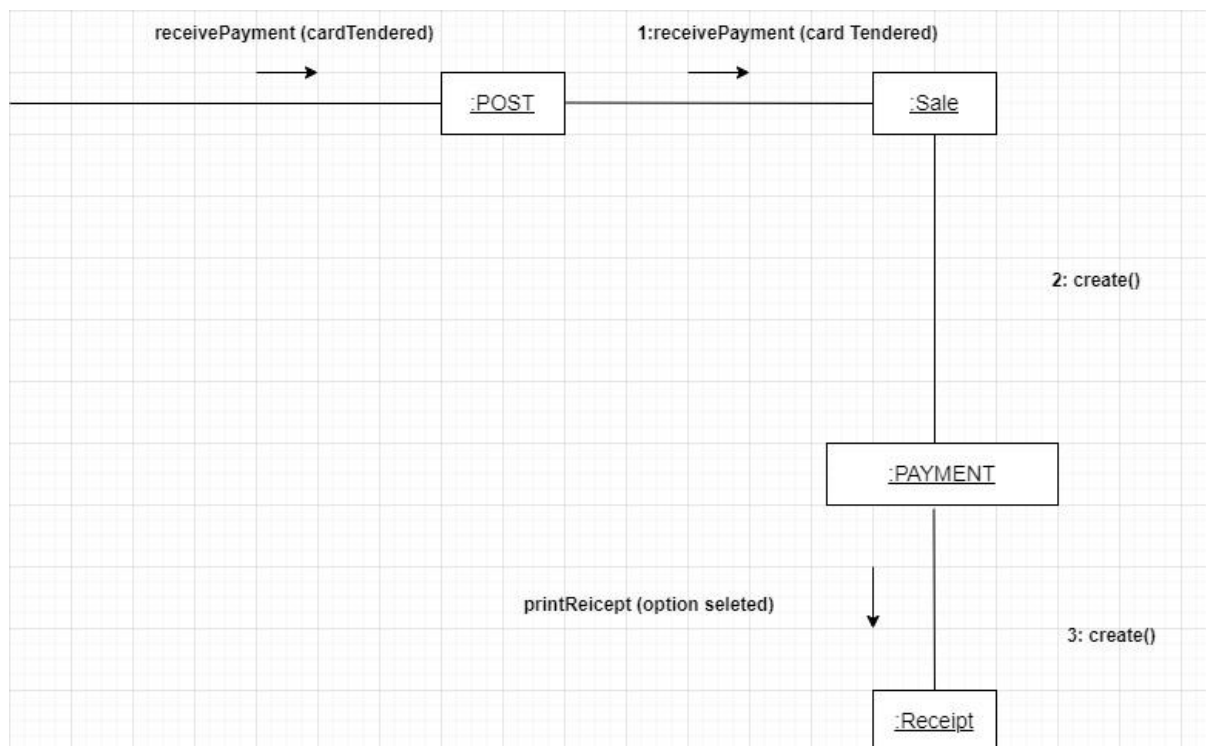 receivePayment (cardTendered)
1:receivePayment (card Tendered)
:POST
:Sale
2: create()
:PAYMENT
printReicept (option seleted)
3: create()
:Receipt